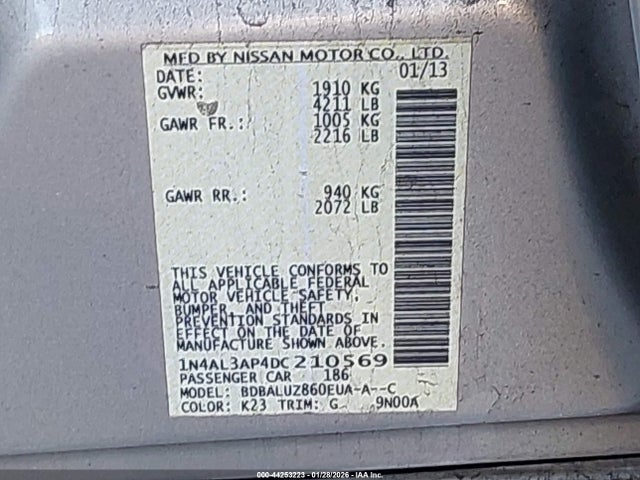 MFD BY NISSAN MOTOR CO., LTD.
DATE: 01/13
GVWR: 1910 KG
4211 LB
GAWR FR.: 1005 KG
2216 LB
GAWR RR.: 940 KG
2072 LB
THIS VEHICLE CONFORMS TO
ALL APPLICABLE FEDERAL
MOTOR VEHICLE SAFETY,
BUMPER, AND THEFT
PREVENTION STANDARDS IN
EFFECT ON THE DATE OF
MANUFACTURE SHOWN ABOVE.
1N4AL3AP4DC210569
PASSENGER CAR 186
MODEL: BDBALUZ860EUA-A--C
COLOR: K23 TRIM: G 9N00A
000-44253223 - 01/28/2026 - IAA Inc.